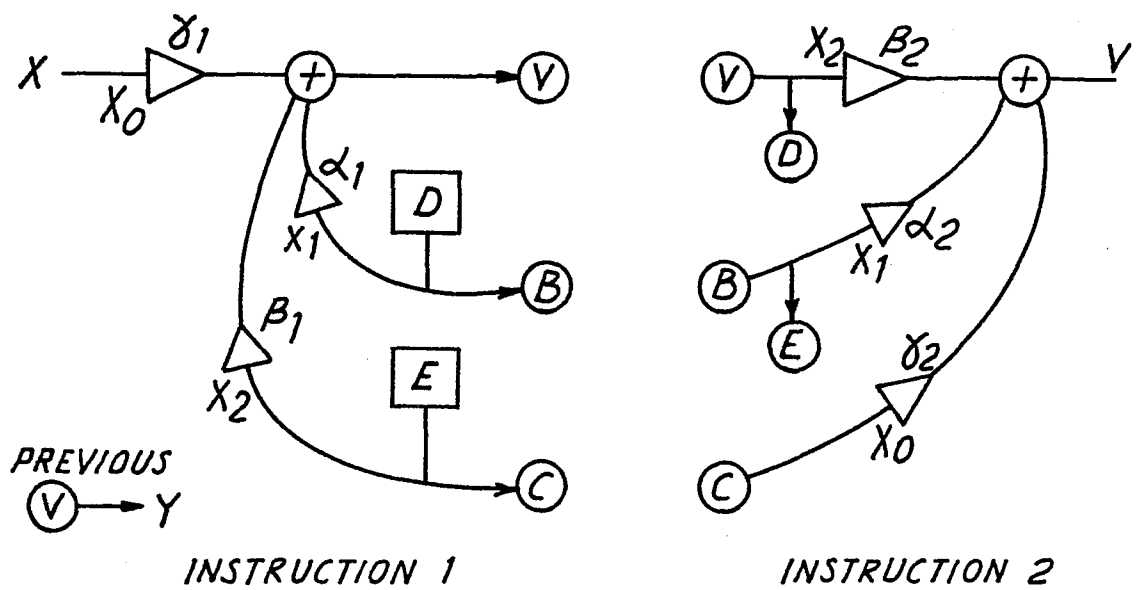 γ1
X
X0
+
V
α1
X1
D
B
β1
X2
E
C
PREVIOUS
V Y
INSTRUCTION 1
X2
β2
V
+
V
D
α2
X1
B
E
γ2
X0
C
INSTRUCTION 2